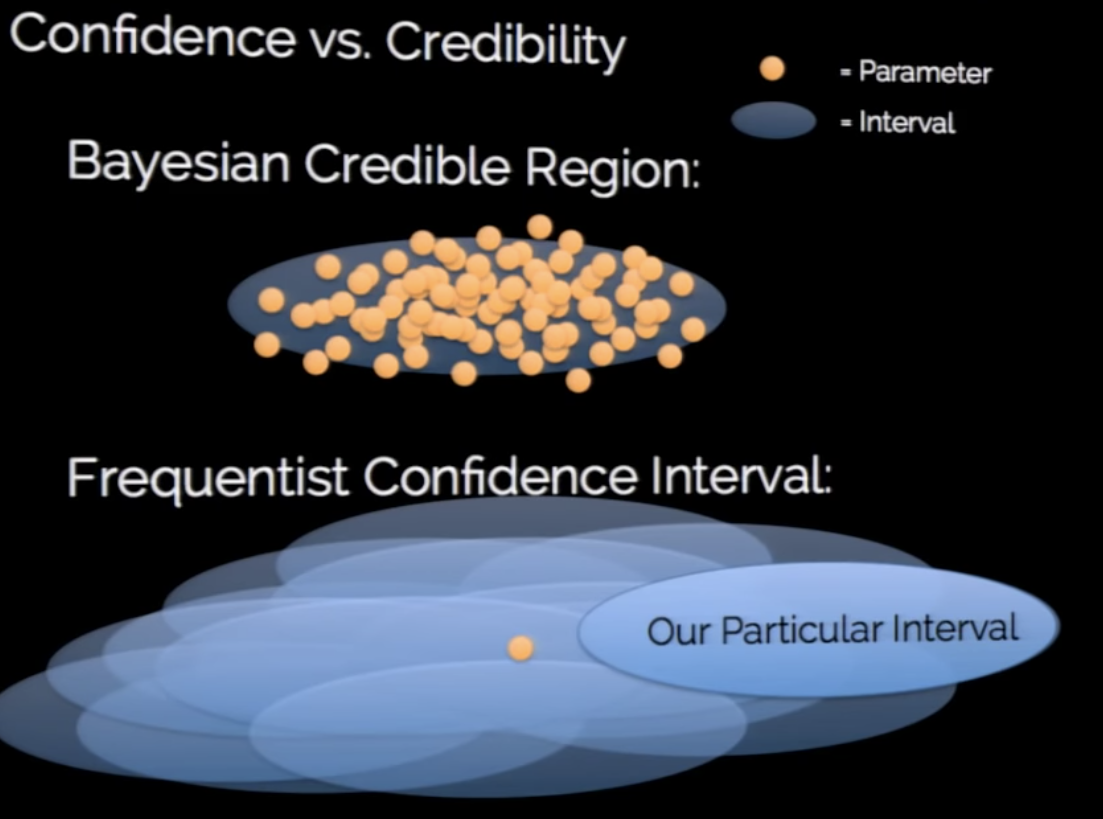 Confidence vs. Credibility
= Parameter
= Interval
Bayesian Credible Region:
Frequentist Confidence Interval:
Our Particular Interval